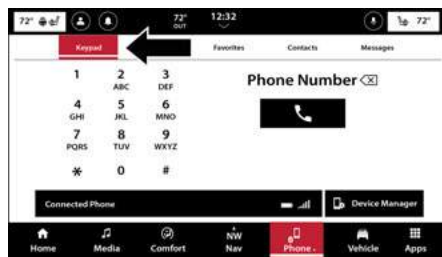 72° 72° OUT 12:32 72°
Keypad Favorites Contacts Messages
1 2 ABC 3 DEF
Phone Number
4 GHI 5 JKL 6 MNO
7 PQRS 8 TUV 9 WXYZ
* 0 #
Connected Phone Device Manager
NW
Home Media Comfort Nav Phone Vehicle Apps